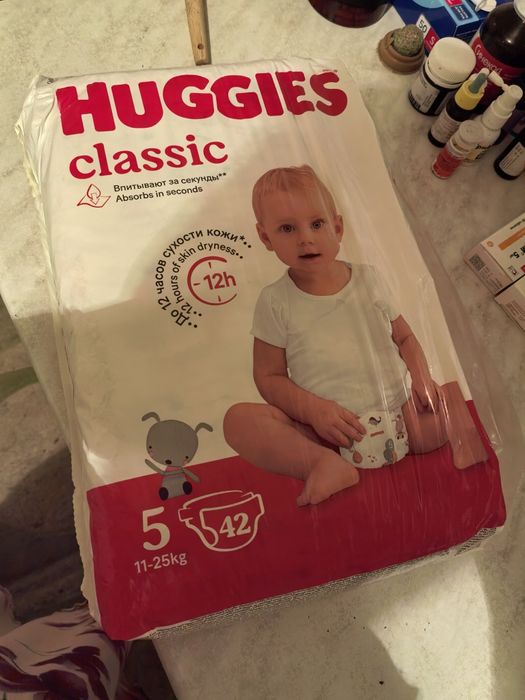 HUGGIES
classic
Впитывают за секунды**
Absorbs in seconds
До 12 часов сухости кожи*
12 hours of skin dryness
12h
5
42
11-25kg
50